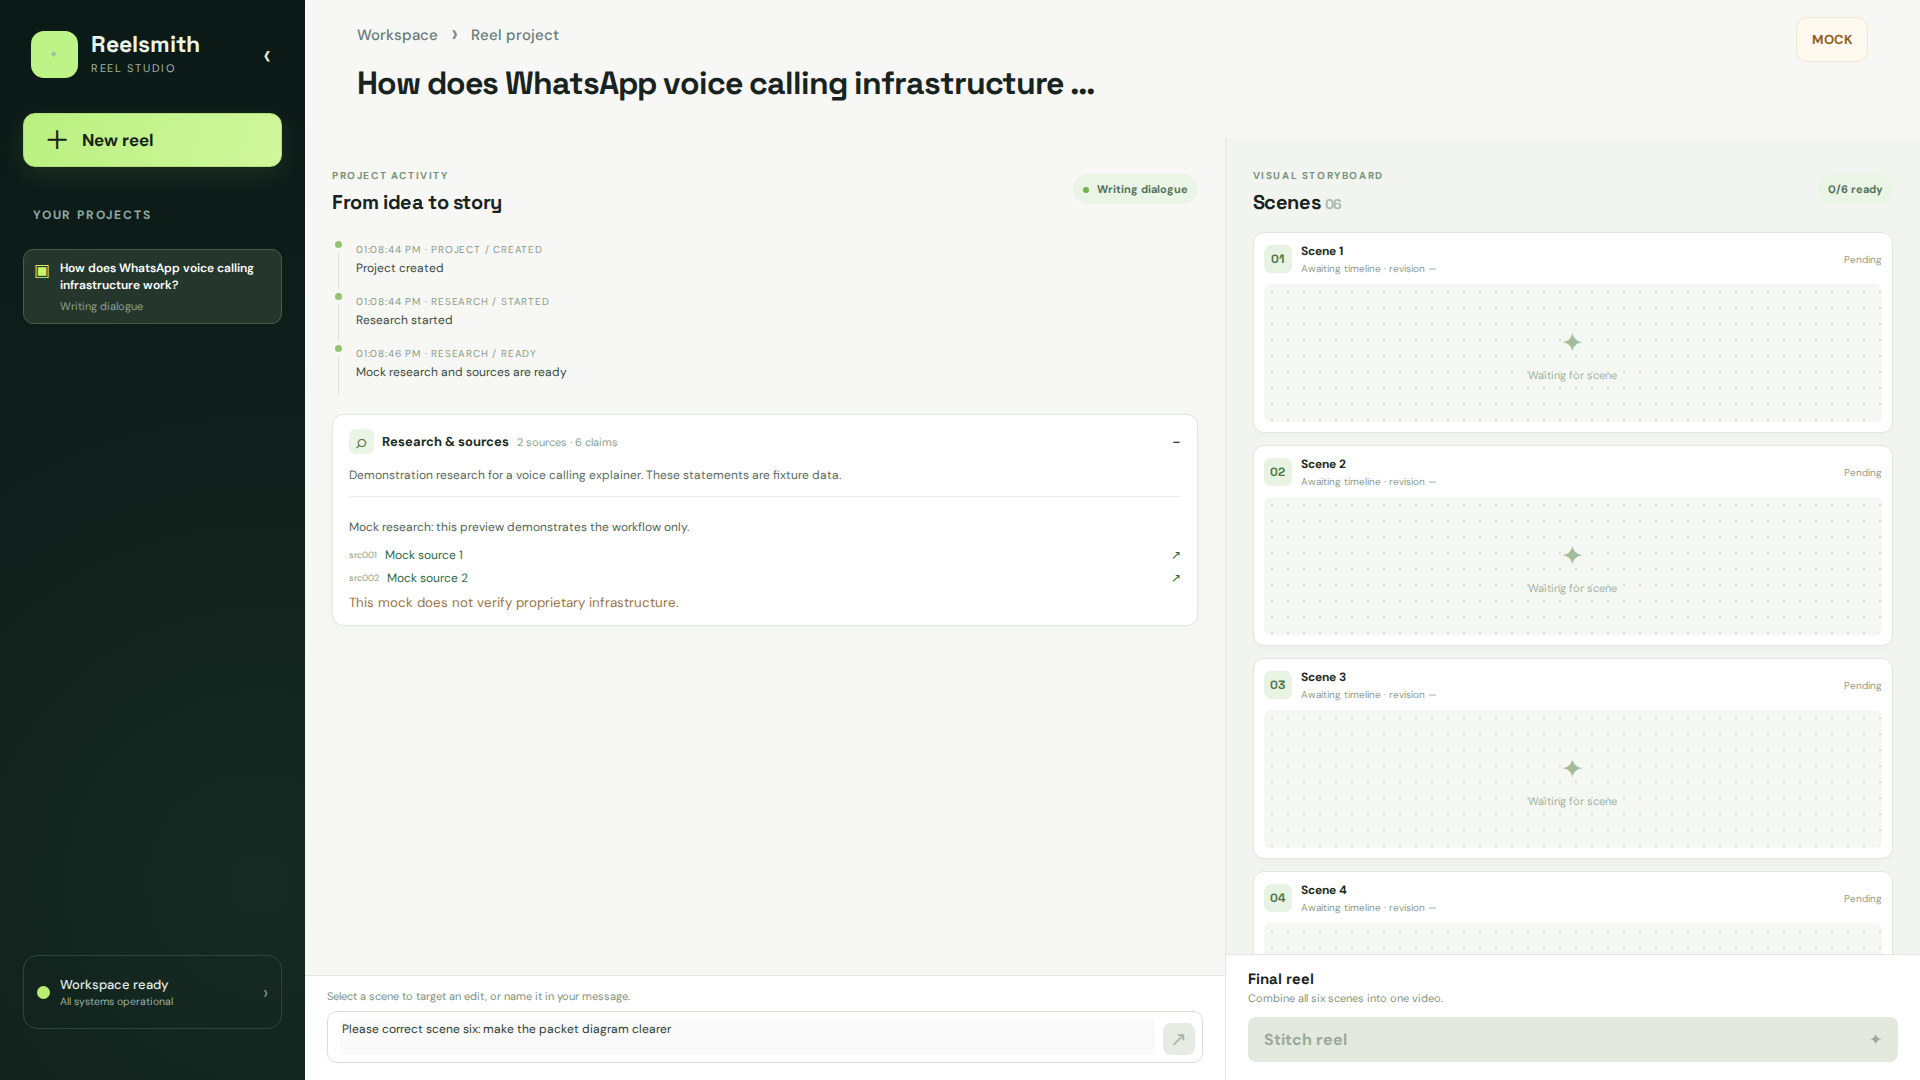 Reelsmith
REEL STUDIO
New reel
YOUR PROJECTS
How does WhatsApp voice calling
infrastructure work?
Writing dialogue
Workspace ready
All systems operational
Workspace › Reel project
MOCK
How does WhatsApp voice calling infrastructure ...
PROJECT ACTIVITY
From idea to story
Writing dialogue
01:08:44 PM · PROJECT / CREATED
Project created
01:08:44 PM · RESEARCH / STARTED
Research started
01:08:46 PM · RESEARCH / READY
Mock research and sources are ready
Research & sources 2 sources · 6 claims
Demonstration research for a voice calling explainer. These statements are fixture data.
Mock research: this preview demonstrates the workflow only.
src001 Mock source 1 ↗
src002 Mock source 2 ↗
This mock does not verify proprietary infrastructure.
Select a scene to target an edit, or name it in your message.
Please correct scene six: make the packet diagram clearer
VISUAL STORYBOARD
Scenes 06
0/6 ready
01 Scene 1
Awaiting timeline · revision —
Pending
Waiting for scene
02 Scene 2
Awaiting timeline · revision —
Pending
Waiting for scene
03 Scene 3
Awaiting timeline · revision —
Pending
Waiting for scene
04 Scene 4
Awaiting timeline · revision —
Pending
Final reel
Combine all six scenes into one video.
Stitch reel